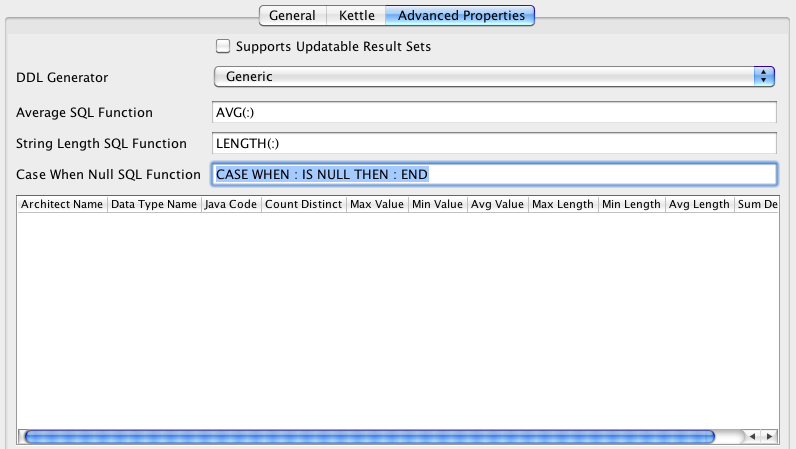 General Kettle Advanced Properties
Supports Updatable Result Sets
DDL Generator Generic
Average SQL Function AVG(:)
String Length SQL Function LENGTH(:)
Case When Null SQL Function CASE WHEN : IS NULL THEN : END
Architect Name Data Type Name Java Code Count Distinct Max Value Min Value Avg Value Max Length Min Length Avg Length Sum De